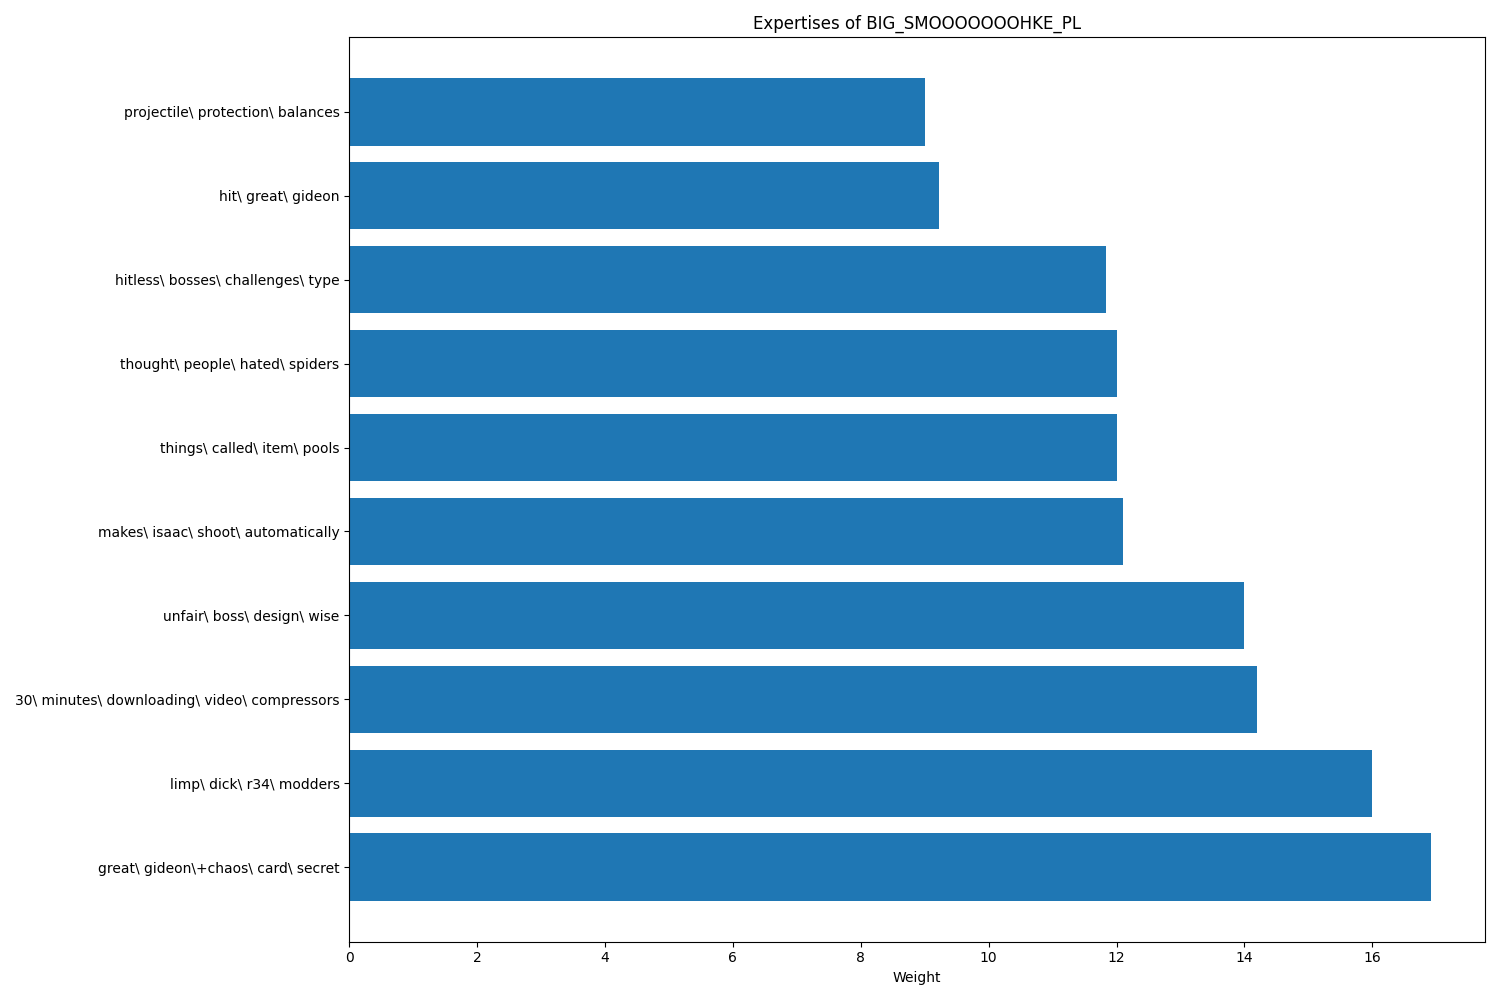 Expertises of BIG_SMOOOOOOOHKE_PL
projectile\ protection\ balances
hit\ great\ gideon
hitless\ bosses\ challenges\ type
thought\ people\ hated\ spiders
things\ called\ item\ pools
makes\ isaac\ shoot\ automatically
unfair\ boss\ design\ wise
30\ minutes\ downloading\ video\ compressors
limp\ dick\ r34\ modders
great\ gideon\+chaos\ card\ secret
0 2 4 6 8 10 12 14 16
Weight